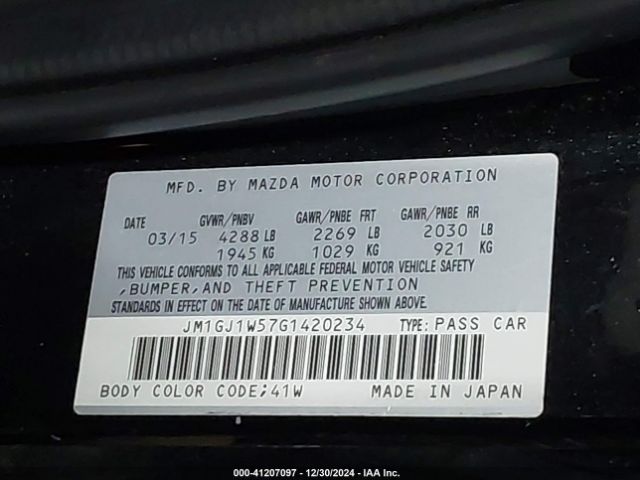 MFD. BY MAZDA MOTOR CORPORATION
DATE GVWR/PNBV GAWR/PNBE FRT GAWR/PNBE RR
03/15 4288 LB 2269 LB 2030 LB
1945 KG 1029 KG 921 KG
THIS VEHICLE CONFORMS TO ALL APPLICABLE FEDERAL MOTOR VEHICLE SAFETY
,BUMPER,AND THEFT PREVENTION
STANDARDS IN EFFECT ON THE DATE OF MANUFACTURE SHOWN ABOVE.
JM1GJ1W57G1420234 TYPE: PASS CAR
BODY COLOR CODE;41W MADE IN JAPAN
000-41207097 - 12/30/2024 - IAA Inc.